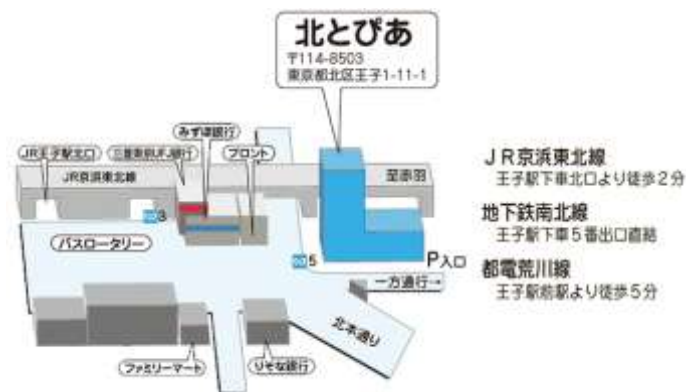 北とぴあ
〒114-8503
東京都北区王子1-11-1
みずほ銀行
JR王子駅北口
三菱東京UFJ銀行
プロント
JR京浜東北線
至赤羽
3
バスロータリー
5
P入口
一方通行→
北本通り
ファミリーマート
りそな銀行
JR京浜東北線
王子駅下車北口より徒歩2分
地下鉄南北線
王子駅下車5番出口直結
都電荒川線
王子駅前駅より徒歩5分